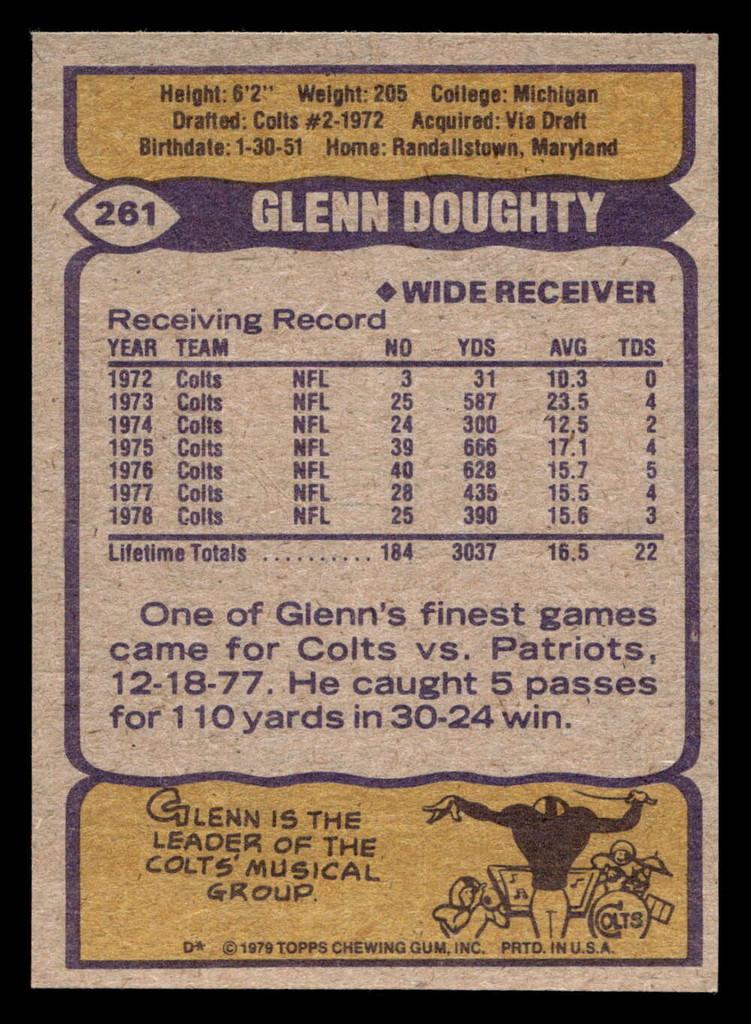 Height: 6'2" Weight: 205 College: Michigan
Drafted: Colts #2-1972 Acquired: Via Draft
Birthdate: 1-30-51 Home: Randallstown, Maryland
261 GLENN DOUGHTY
◆WIDE RECEIVER
Receiving Record
YEAR TEAM NO YDS AVG TDS
1972 Colts NFL 3 31 10.3 0
1973 Colts NFL 25 587 23.5 4
1974 Colts NFL 24 300 12.5 2
1975 Colts NFL 39 666 17.1 4
1976 Colts NFL 40 628 15.7 5
1977 Colts NFL 28 435 15.5 4
1978 Colts NFL 25 390 15.6 3
Lifetime Totals .......... 184 3037 16.5 22
One of Glenn's finest games
came for Colts vs. Patriots,
12-18-77. He caught 5 passes
for 110 yards in 30-24 win.
GLENN IS THE
LEADER OF THE
COLTS' MUSICAL
GROUP.
COLTS
D* © 1979 TOPPS CHEWING GUM, INC. PRTD. IN U.S.A.